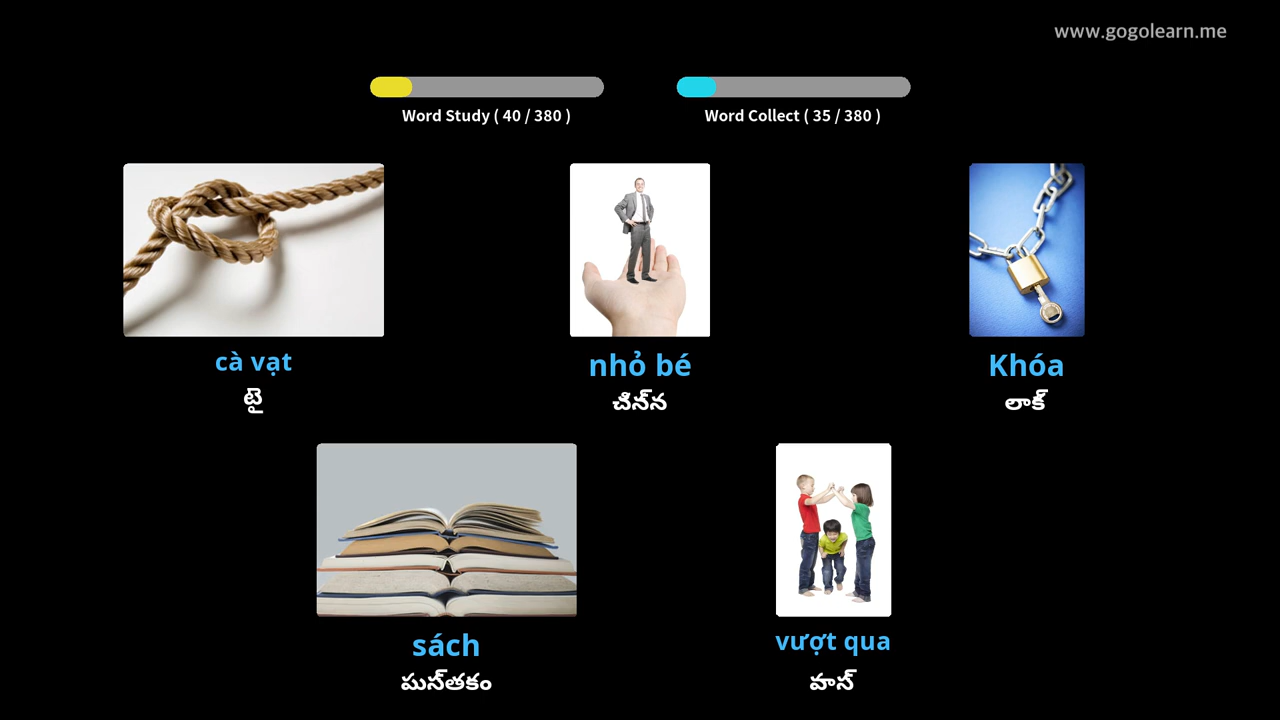 www.gogolearn.me
Word Study ( 40 / 380 )
Word Collect ( 35 / 380 )
cà vạt
టై
nhỏ bé
చిన్న
Khóa
లాక్
sách
పుస్తకం
vượt qua
పాస్